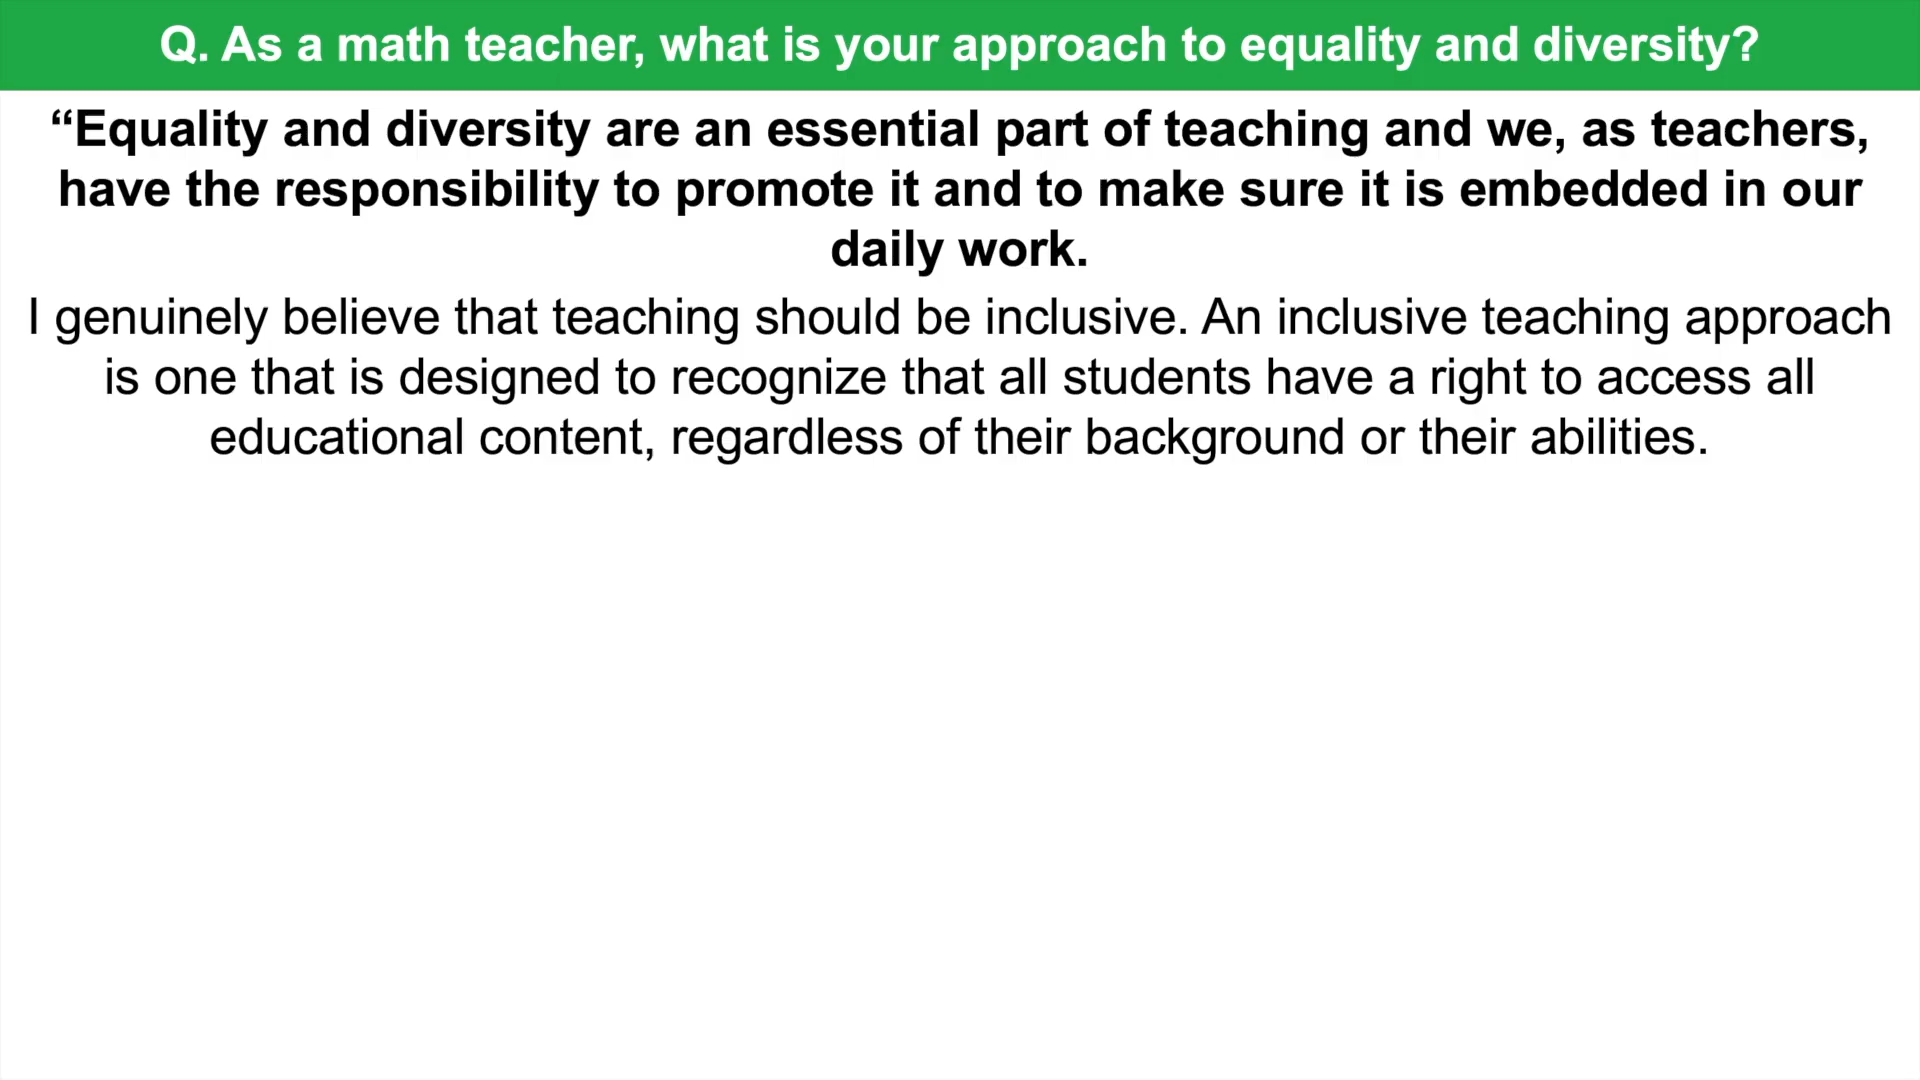 Q. As a math teacher, what is your approach to equality and diversity?
“Equality and diversity are an essential part of teaching and we, as teachers,
have the responsibility to promote it and to make sure it is embedded in our
daily work.
I genuinely believe that teaching should be inclusive. An inclusive teaching approach
is one that is designed to recognize that all students have a right to access all
educational content, regardless of their background or their abilities.